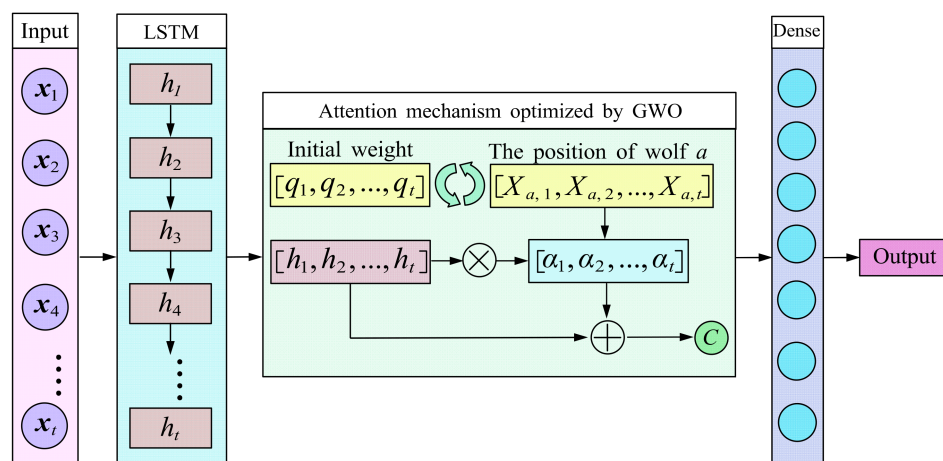 Input
x₁
x₂
x₃
x₄
xₜ
LSTM
h₁
h₂
h₃
h₄
hₜ
Attention mechanism optimized by GWO
Initial weight
The position of wolf a
[q₁, q₂, ..., qₜ]
[Xₐ,₁, Xₐ,₂, ..., Xₐ,ₜ]
[h₁, h₂, ..., hₜ]
[α₁, α₂, ..., αₜ]
C
Dense
Output